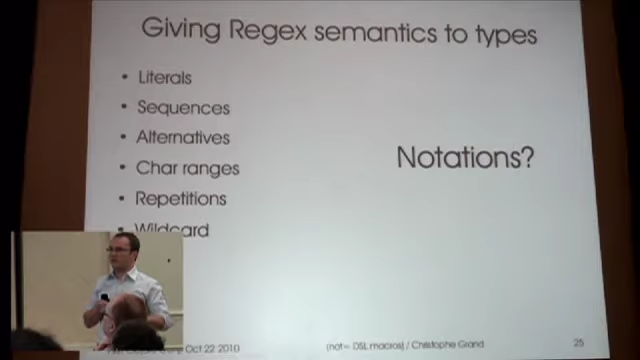 Giving Regex semantics to types
• Literals
• Sequences
• Alternatives
• Char ranges
• Repetitions
• Wildcard
Notations?
Oct 22 2010
(not= DSL macros) / Christophe Grand
25